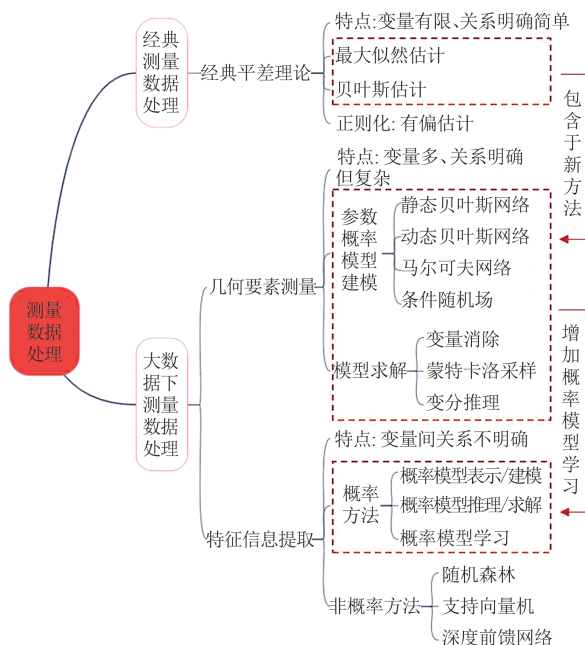 测量
数据
处理
经典
测量
数据
处理
经典平差理论
特点:变量有限、关系明确简单
最大似然估计
贝叶斯估计
正则化: 有偏估计
大数
据下
测量
数据
处理
几何要素测量
特点: 变量多、关系明确
但复杂
参数
概率
模型
建模
静态贝叶斯网络
动态贝叶斯网络
马尔可夫网络
条件随机场
模型求解
变量消除
蒙特卡洛采样
变分推理
特征信息提取
特点: 变量间关系不明确
概率
方法
概率模型表示/建模
概率模型推理/求解
概率模型学习
非概率方法
随机森林
支持向量机
深度前馈网络
包含于新方法
增加概率模型学习